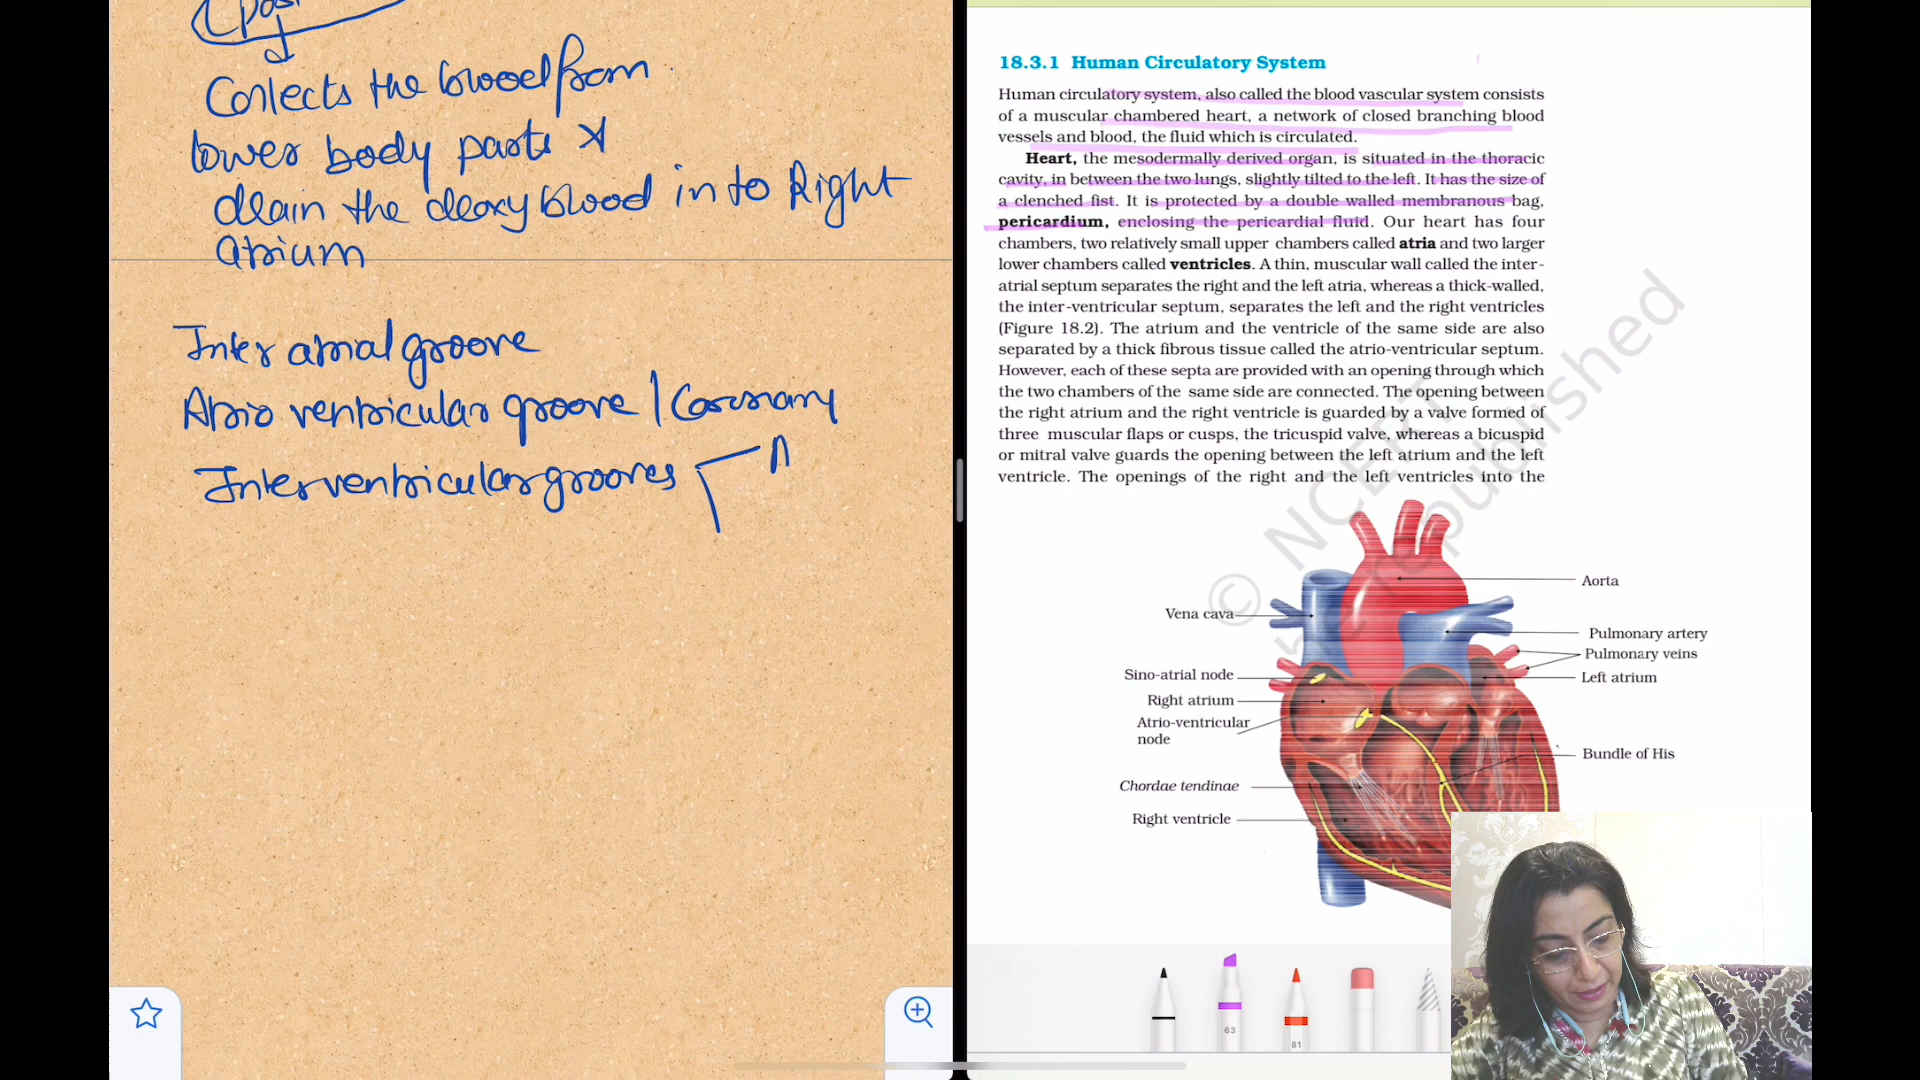 Collects the blood from
lower body parts &
drain the deoxy blood in to Right
atrium
Inter atrial groove
Atrio ventricular groove / Coronary
Interventricular grooves
A
18.3.1 Human Circulatory System
Human circulatory system, also called the blood vascular system consists
of a muscular chambered heart, a network of closed branching blood
vessels and blood, the fluid which is circulated.
Heart, the mesodermally derived organ, is situated in the thoracic
cavity, in between the two lungs, slightly tilted to the left. It has the size of
a clenched fist. It is protected by a double walled membranous bag,
pericardium, enclosing the pericardial fluid. Our heart has four
chambers, two relatively small upper chambers called atria and two larger
lower chambers called ventricles. A thin, muscular wall called the inter-
atrial septum separates the right and the left atria, whereas a thick-walled,
the inter-ventricular septum, separates the left and the right ventricles
(Figure 18.2). The atrium and the ventricle of the same side are also
separated by a thick fibrous tissue called the atrio-ventricular septum.
However, each of these septa are provided with an opening through which
the two chambers of the same side are connected. The opening between
the right atrium and the right ventricle is guarded by a valve formed of
three muscular flaps or cusps, the tricuspid valve, whereas a bicuspid
or mitral valve guards the opening between the left atrium and the left
ventricle. The openings of the right and the left ventricles into the
© NCERT
be republished
Aorta
Vena cava
Pulmonary artery
Pulmonary veins
Sino-atrial node
Left atrium
Right atrium
Atrio-ventricular
node
Bundle of His
Chordae tendinae
Right ventricle
63
81